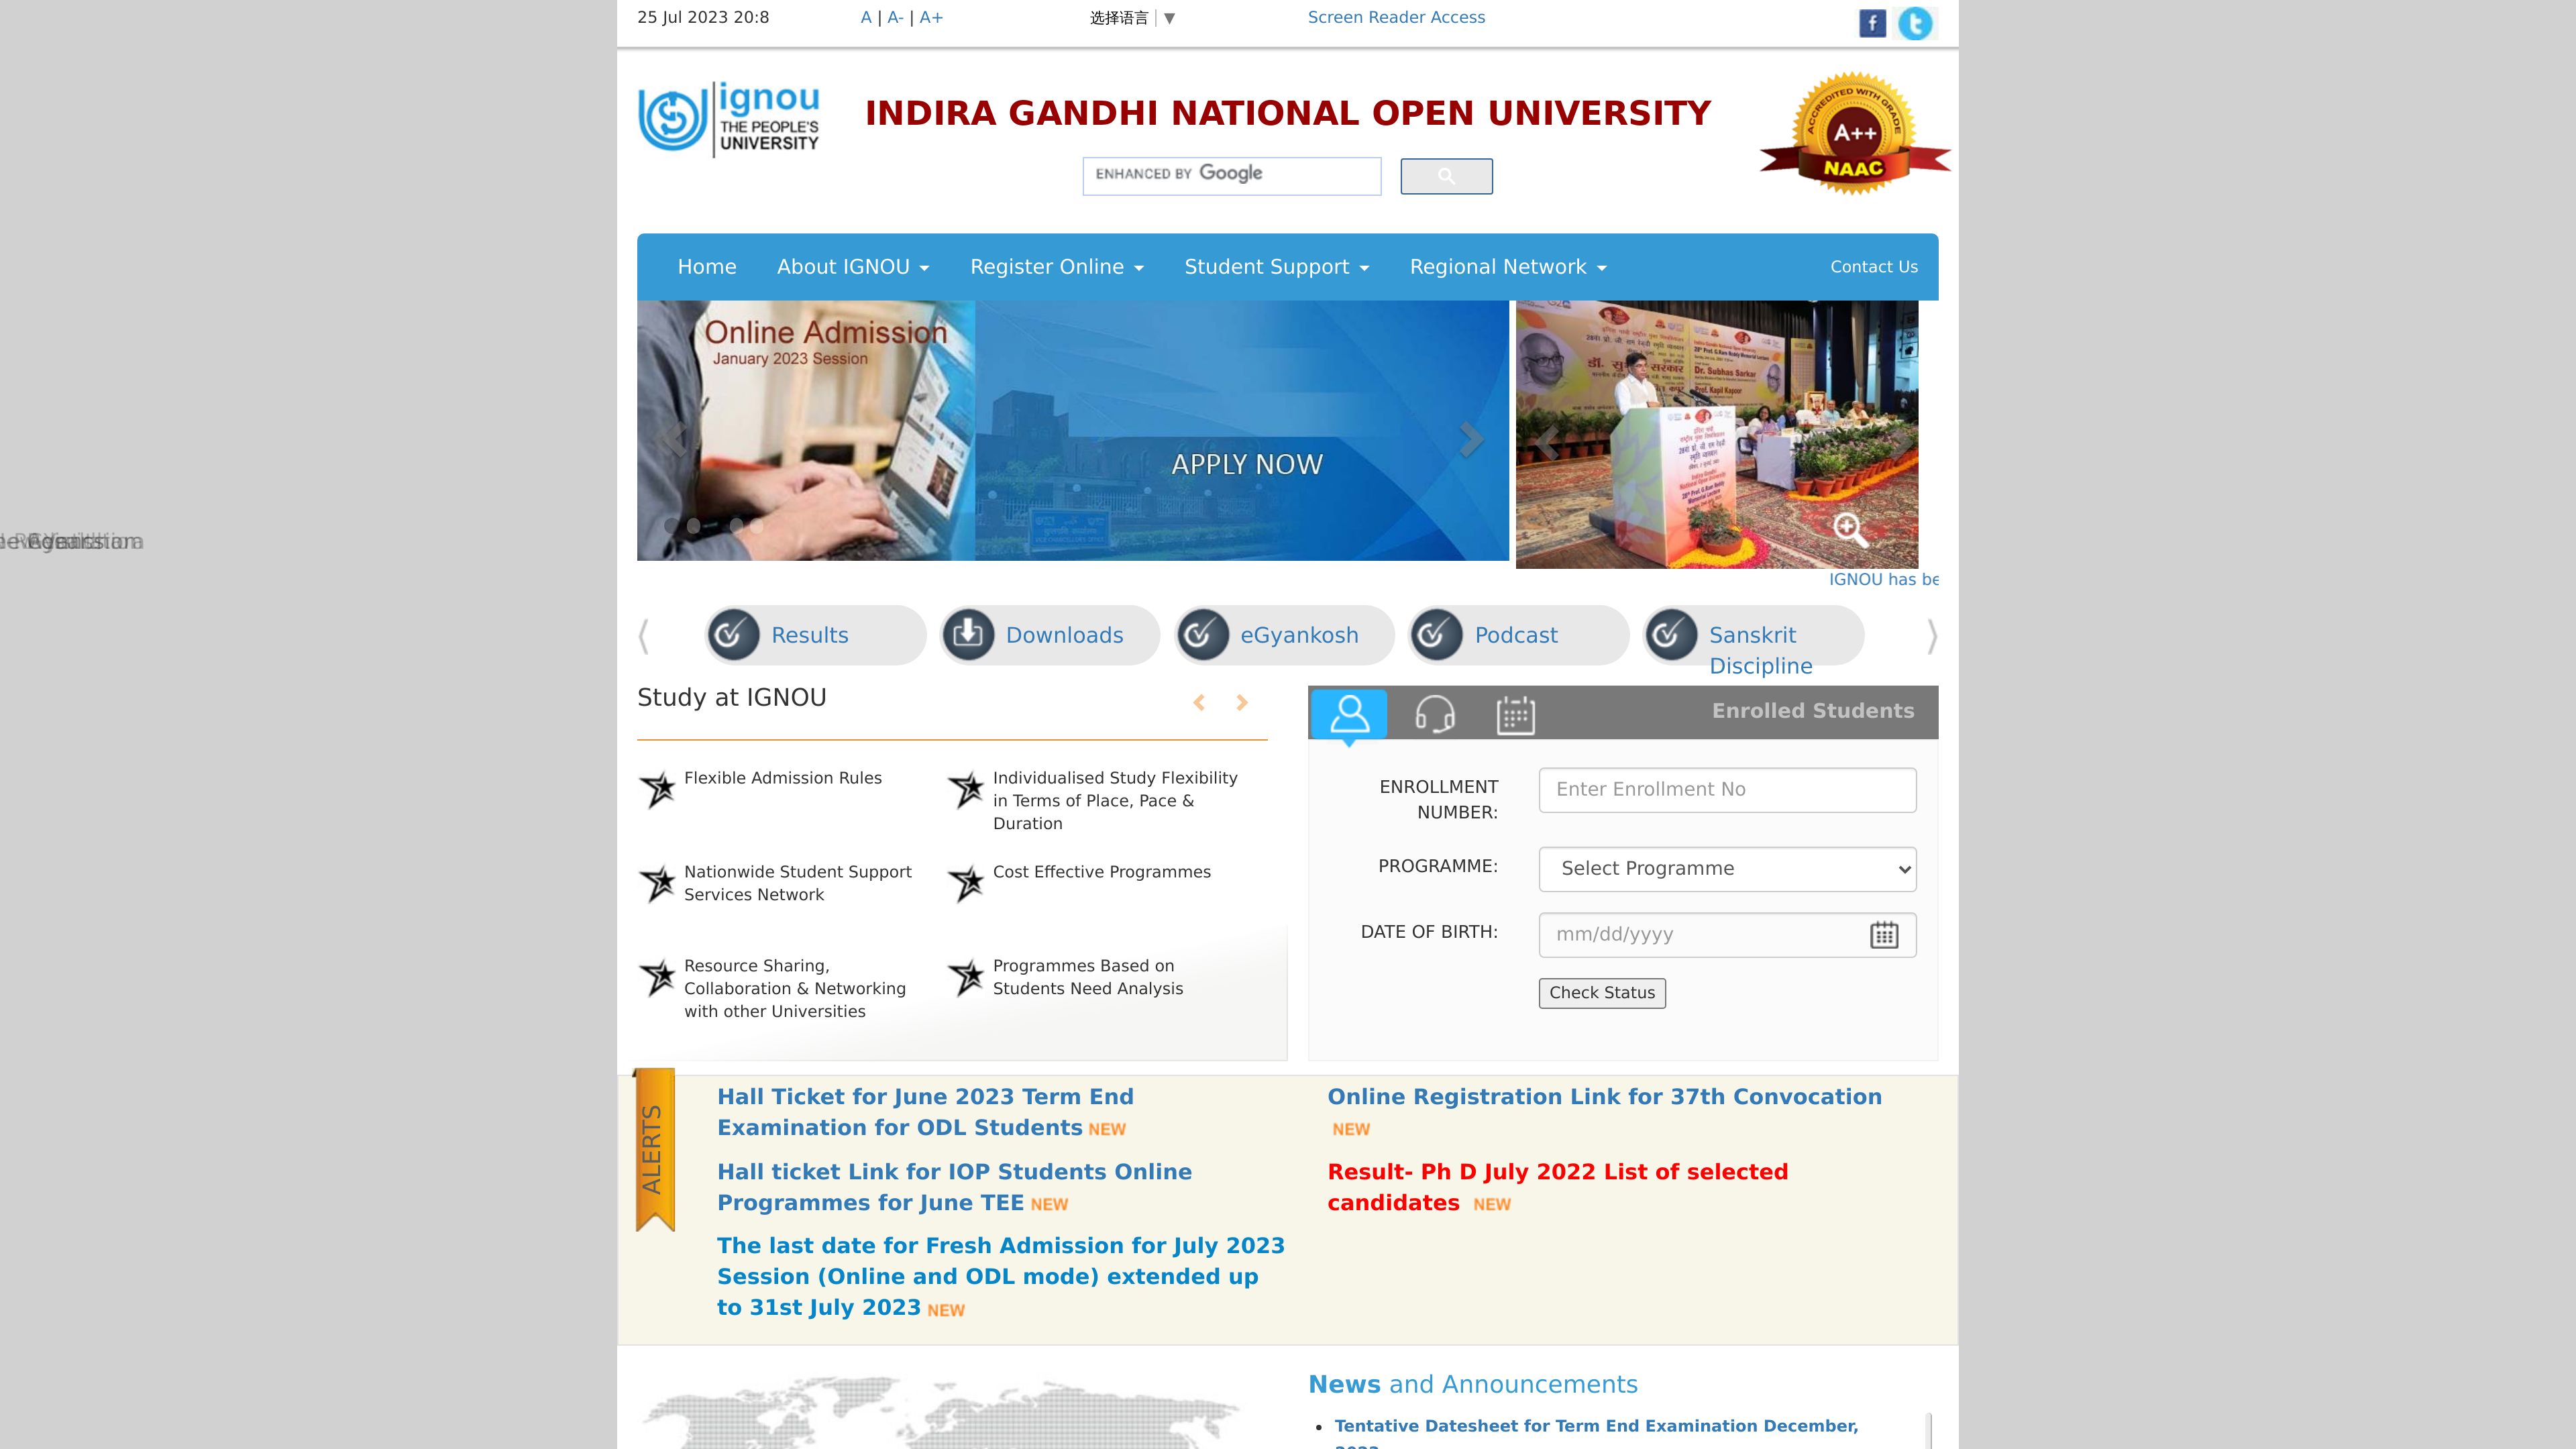 25 Jul 2023 20:8
A | A- | A+
选择语言 ▼
Screen Reader Access
ignou
THE PEOPLE'S
UNIVERSITY
INDIRA GANDHI NATIONAL OPEN UNIVERSITY
ENHANCED BY Google
ACCREDITED WITH GRADE
A++
NAAC
Home
About IGNOU
Register Online
Student Support
Regional Network
Contact Us
Online Admission
January 2023 Session
APPLY NOW
Dr. Subhas Sarkar
Prof. Kapil Kapoor
IGNOU has be
Results
Downloads
eGyankosh
Podcast
Sanskrit
Discipline
Study at IGNOU
Flexible Admission Rules
Individualised Study Flexibility
in Terms of Place, Pace &
Duration
Nationwide Student Support
Services Network
Cost Effective Programmes
Resource Sharing,
Collaboration & Networking
with other Universities
Programmes Based on
Students Need Analysis
Enrolled Students
ENROLLMENT
NUMBER:
Enter Enrollment No
PROGRAMME:
Select Programme
DATE OF BIRTH:
mm/dd/yyyy
Check Status
ALERTS
Hall Ticket for June 2023 Term End
Examination for ODL Students NEW
Hall ticket Link for IOP Students Online
Programmes for June TEE NEW
The last date for Fresh Admission for July 2023
Session (Online and ODL mode) extended up
to 31st July 2023 NEW
Online Registration Link for 37th Convocation
NEW
Result- Ph D July 2022 List of selected
candidates NEW
News and Announcements
• Tentative Datesheet for Term End Examination December,